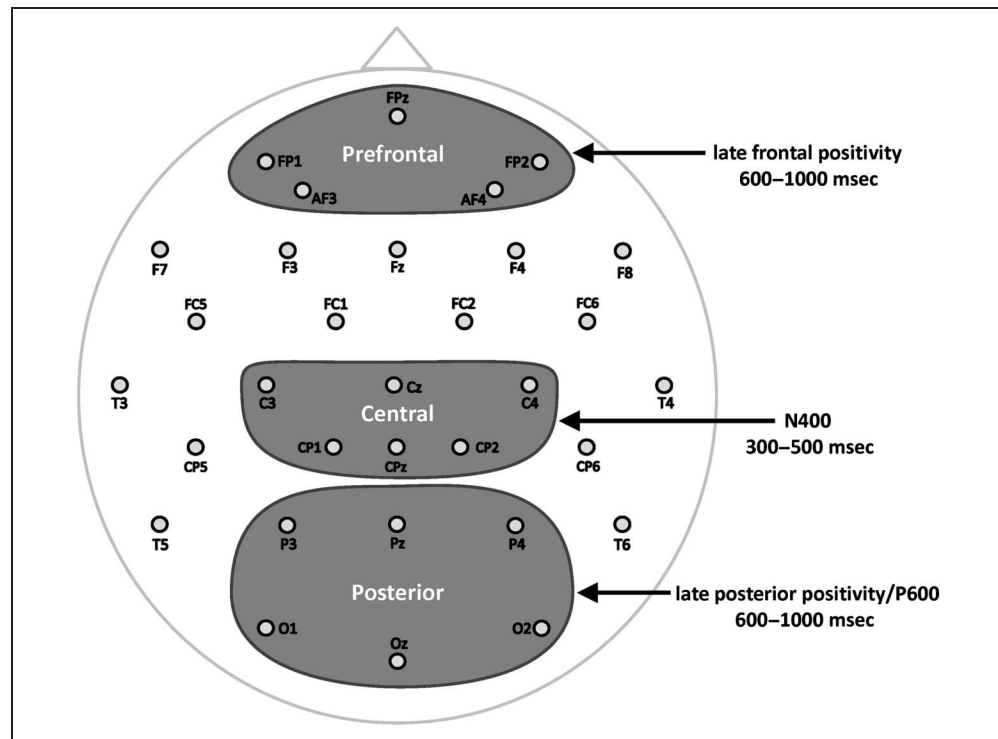 FPz
Prefrontal
FP1
FP2
late frontal positivity
600–1000 msec
AF3
AF4
F7
F3
Fz
F4
F8
FC5
FC1
FC2
FC6
T3
C3
Cz
C4
T4
Central
N400
300–500 msec
CP5
CP1
CPz
CP2
CP6
T5
P3
Pz
P4
T6
Posterior
late posterior positivity/P600
600–1000 msec
O1
O2
Oz